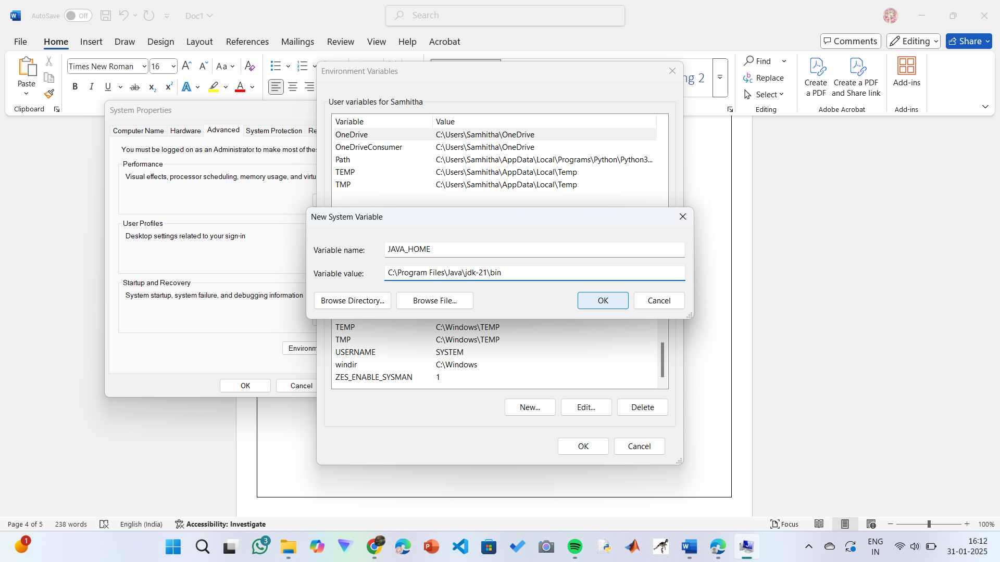 AutoSave Off
Doc1
Search
File Home Insert Draw Design Layout References Mailings Review View Help Acrobat
Comments Editing Share
Paste
Clipboard
Times New Roman 16
Aa
B I U ab x₂ x² A A
Find
Replace
Select
Editing
Create a PDF
Create a PDF and Share link
Adobe Acrobat
Add-ins
Add-ins
System Properties
Computer Name Hardware Advanced System Protection
You must be logged on as an Administrator to make most of
Performance
Visual effects, processor scheduling, memory usage, and
User Profiles
Desktop settings related to your sign-in
Startup and Recovery
System startup, system failure, and debugging information
OK Cancel
Environment Variables
User variables for Samhitha
Variable Value
OneDrive C:\Users\Samhitha\OneDrive
OneDriveConsumer C:\Users\Samhitha\OneDrive
Path C:\Users\Samhitha\AppData\Local\Programs\Python\Python3...
TEMP C:\Users\Samhitha\AppData\Local\Temp
TMP C:\Users\Samhitha\AppData\Local\Temp
New System Variable
Variable name: JAVA_HOME
Variable value: C:\Program Files\Java\jdk-21\bin
Browse Directory... Browse File... OK Cancel
TEMP C:\Windows\TEMP
TMP C:\Windows\TEMP
USERNAME SYSTEM
windir C:\Windows
ZES_ENABLE_SYSMAN 1
New... Edit... Delete
OK Cancel
Page 4 of 5 238 words English (India) Accessibility: Investigate Focus 100%
1
3
ENG
IN
16:12
31-01-2025